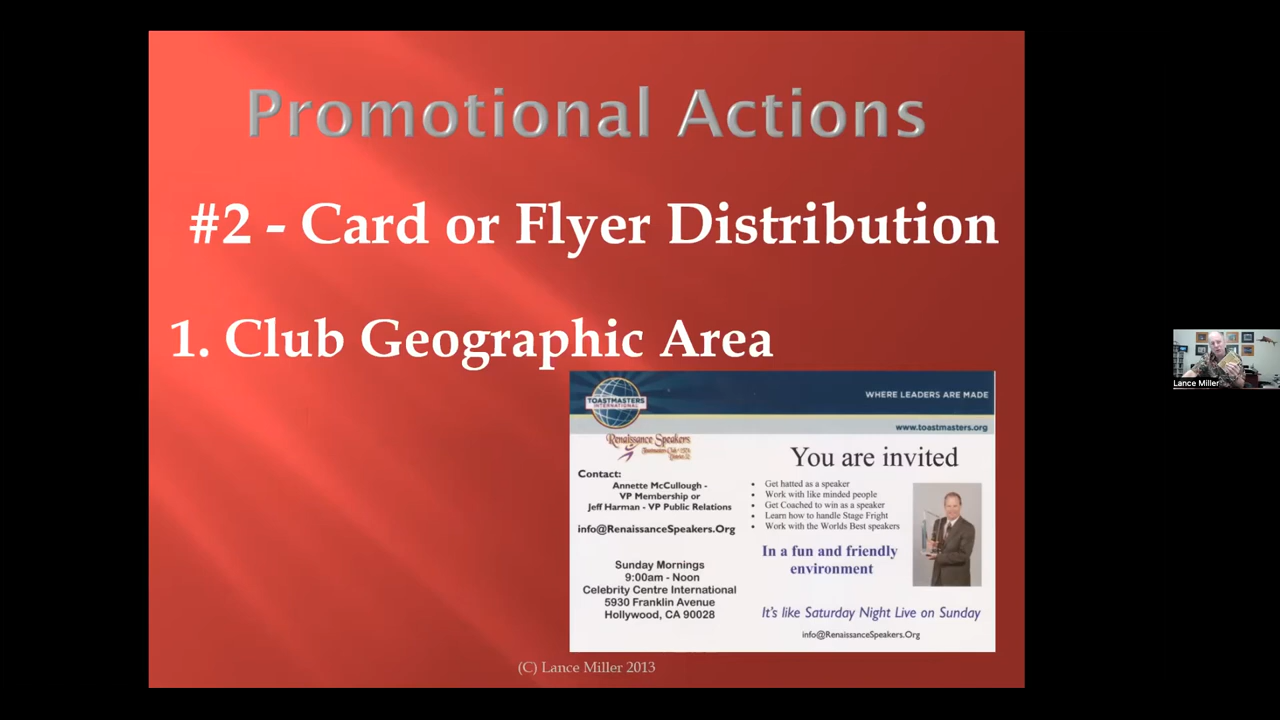 Promotional Actions
#2 - Card or Flyer Distribution
1. Club Geographic Area
TOASTMASTERS
INTERNATIONAL
WHERE LEADERS ARE MADE
www.toastmasters.org
Renaissance Speakers
Contact:
Annette McCullough -
VP Membership or
Jeff Harman - VP Public Relations
info@RenaissanceSpeakers.Org
Sunday Mornings
9:00am - Noon
Celebrity Centre International
5930 Franklin Avenue
Hollywood, CA 90028
You are invited
• Get hatted as a speaker
• Work with like minded people
• Get Coached to win as a speaker
• Learn how to handle Stage Fright
• Work with the Worlds Best speakers
In a fun and friendly
environment
It's like Saturday Night Live on Sunday
info@RenaissanceSpeakers.Org
(C) Lance Miller 2013
Lance Miller